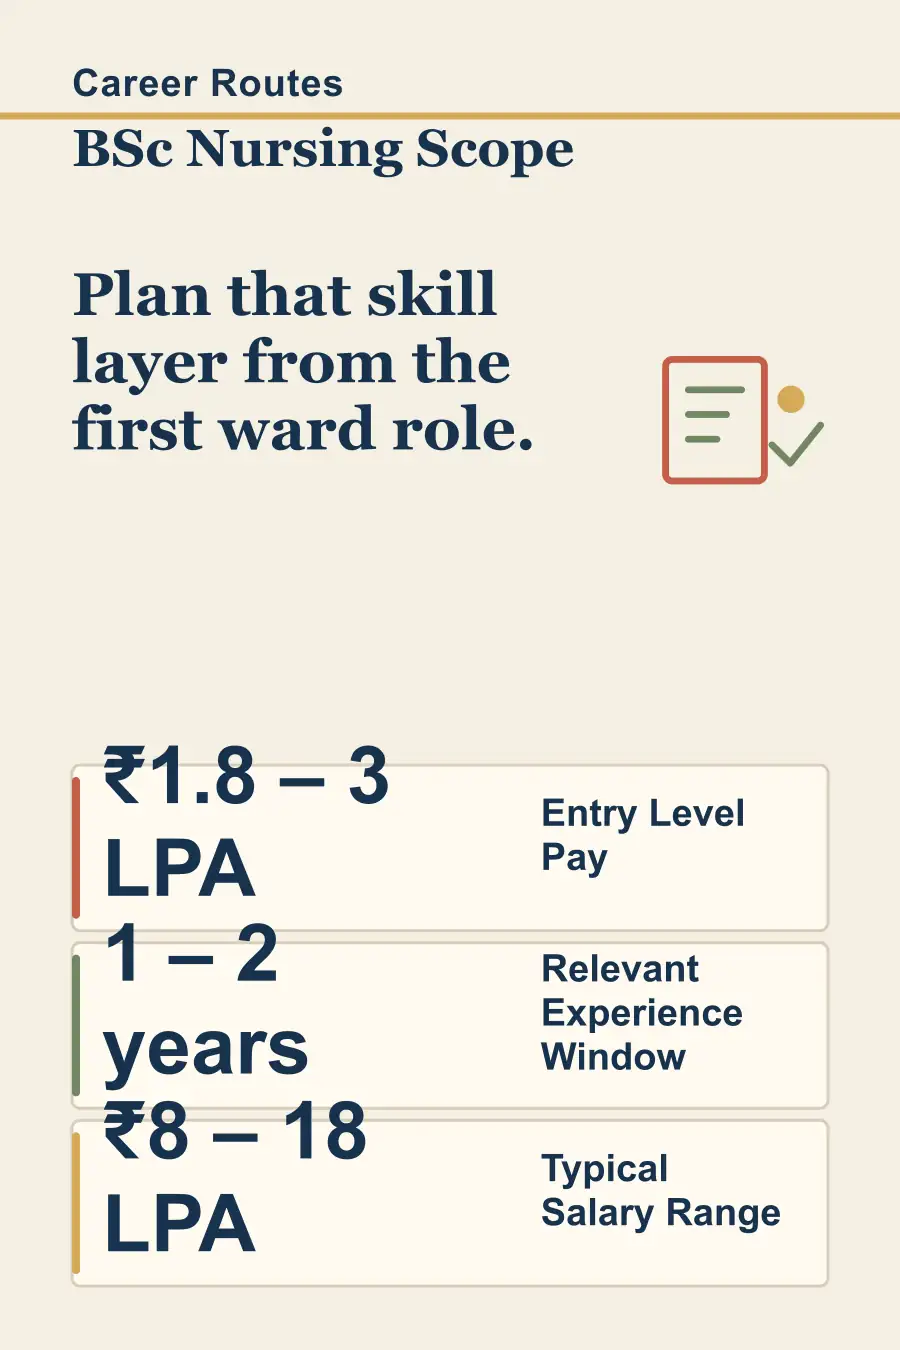 Career Routes
BSc Nursing Scope
Plan that skill
layer from the
first ward role.
₹1.8 – 3
LPA
Entry Level
Pay
1 – 2
years
Relevant
Experience
Window
₹8 – 18
LPA
Typical
Salary Range